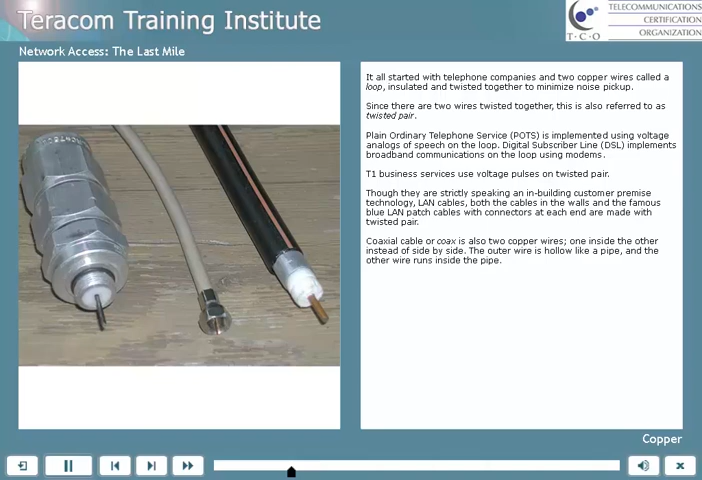 Teracom Training Institute
TELECOMMUNICATIONS
CERTIFICATION
ORGANIZATION
T·C·O
Network Access: The Last Mile
It all started with telephone companies and two copper wires called a
loop, insulated and twisted together to minimize noise pickup.
Since there are two wires twisted together, this is also referred to as
twisted pair.
Plain Ordinary Telephone Service (POTS) is implemented using voltage
analogs of speech on the loop. Digital Subscriber Line (DSL) implements
broadband communications on the loop using modems.
T1 business services use voltage pulses on twisted pair.
Though they are strictly speaking an in-building customer premise
technology, LAN cables, both the cables in the walls and the famous
blue LAN patch cables with connectors at each end are made with
twisted pair.
Coaxial cable or coax is also two copper wires; one inside the other
instead of side by side. The outer wire is hollow like a pipe, and the
other wire runs inside the pipe.
Copper